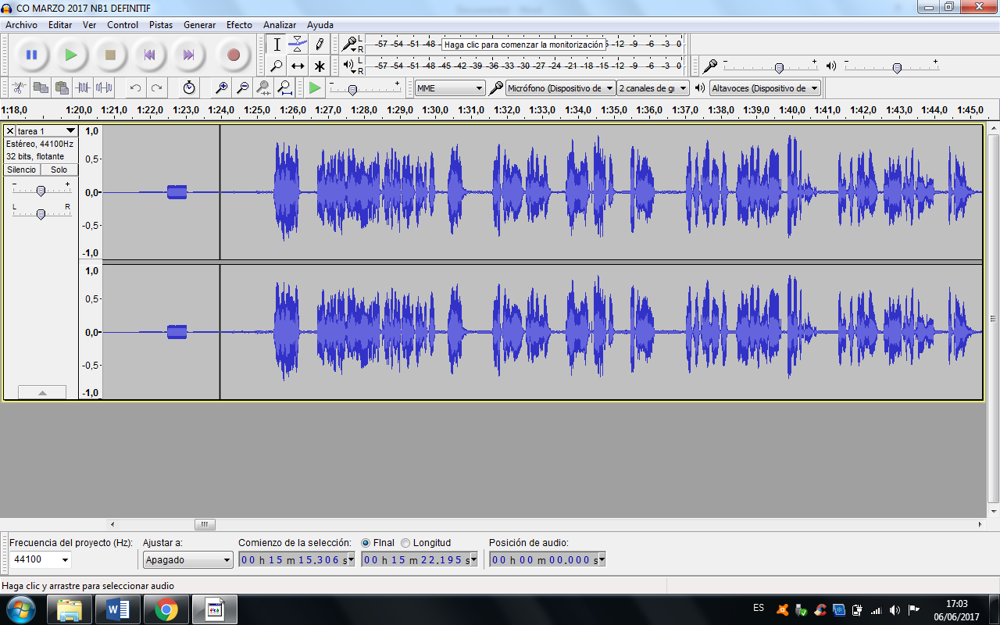 CO MARZO 2017 NB1 DEFINITIF
Archivo Editar Ver Control Pistas Generar Efecto Analizar Ayuda
L
R
-57 -54 -51 -48 Haga clic para comenzar la monitorización -12 -9 -6 -3 0
L
R
-57 -54 -51 -48 -45 -42 -39 -36 -33 -30 -27 -24 -21 -18 -15 -12 -9 -6 -3 0
- +
- +
- +
MME
Micrófono (Dispositivo de
2 canales de gr
Altavoces (Dispositivo de
1:18,0 1:20,0 1:21,0 1:22,0 1:23,0 1:24,0 1:25,0 1:26,0 1:27,0 1:28,0 1:29,0 1:30,0 1:31,0 1:32,0 1:33,0 1:34,0 1:35,0 1:36,0 1:37,0 1:38,0 1:39,0 1:40,0 1:41,0 1:42,0 1:43,0 1:44,0 1:45,0
tarea 1
Estéreo, 44100Hz
32 bits, flotante
Silencio Solo
- +
L R
1,0
0,5-
0,0-
-0,5-
-1,0
1,0
0,5-
0,0-
-0,5-
-1,0
Frecuencia del proyecto (Hz): Ajustar a: Comienzo de la selección: FInal Longitud Posición de audio:
44100 Apagado 00 h 15 m 15.306 s 00 h 15 m 22.195 s 00 h 00 m 00.000 s
Haga clic y arrastre para seleccionar audio
ES
17:03
06/06/2017